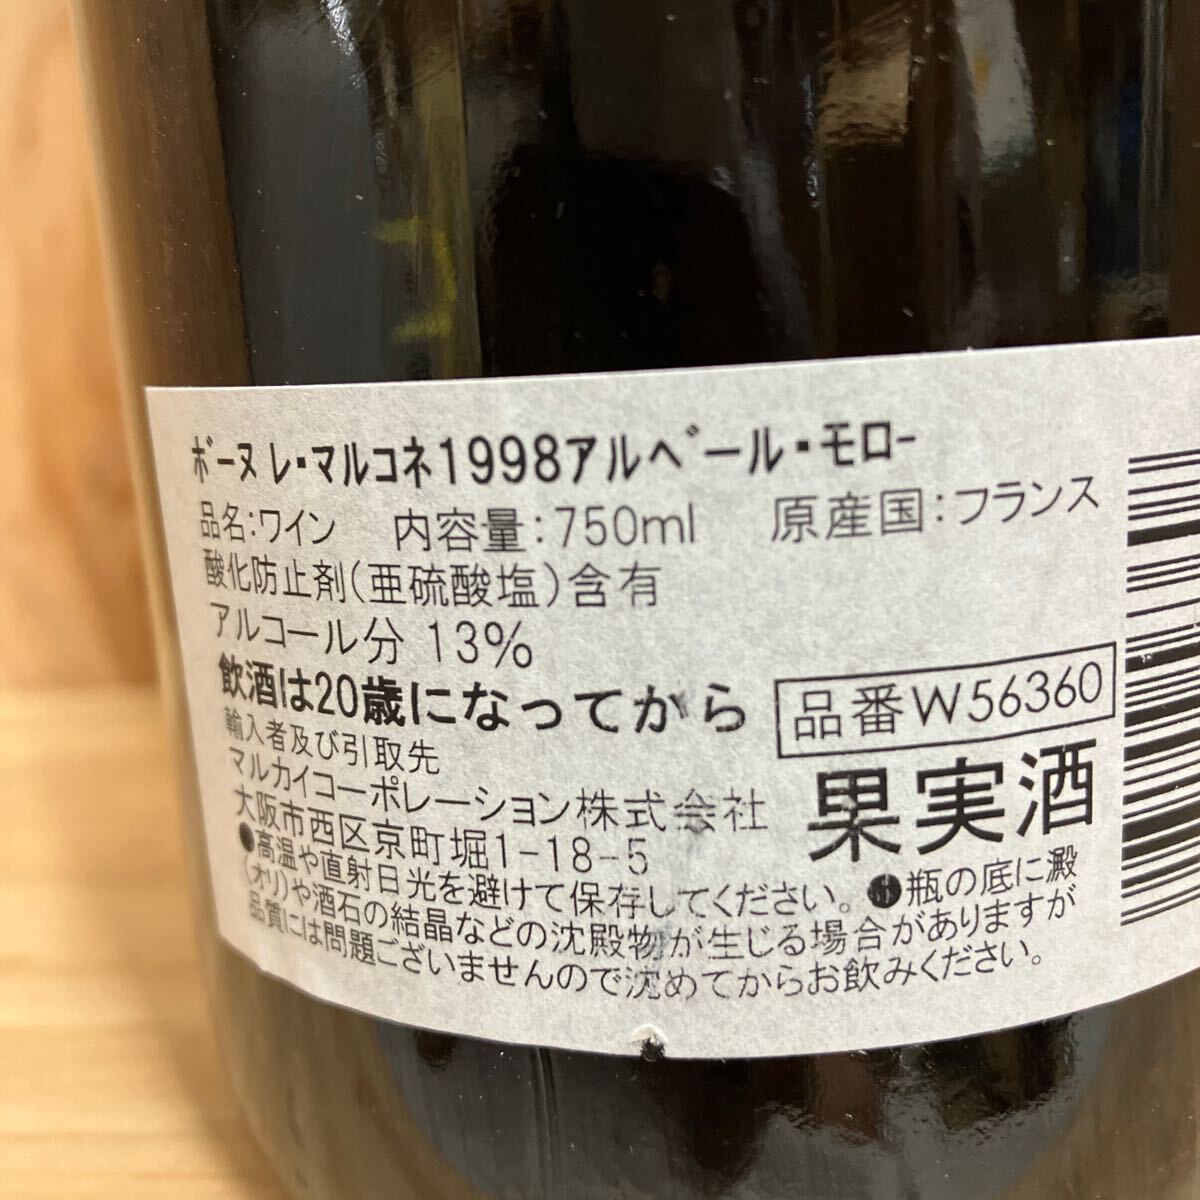 ボーヌ レ・マルコネ1998アルベール・モロー
品名:ワイン　内容量:750ml　原産国:フランス
酸化防止剤(亜硫酸塩)含有
アルコール分 13%
飲酒は20歳になってから
品番W56360
輸入者及び引取先
マルカイコーポレーション株式会社
大阪市西区京町堀1-18-5
果実酒
●高温や直射日光を避けて保存してください。●瓶の底に澱
(オリ)や酒石の結晶などの沈殿物が生じる場合がありますが
品質には問題ございませんので沈めてからお飲みください。